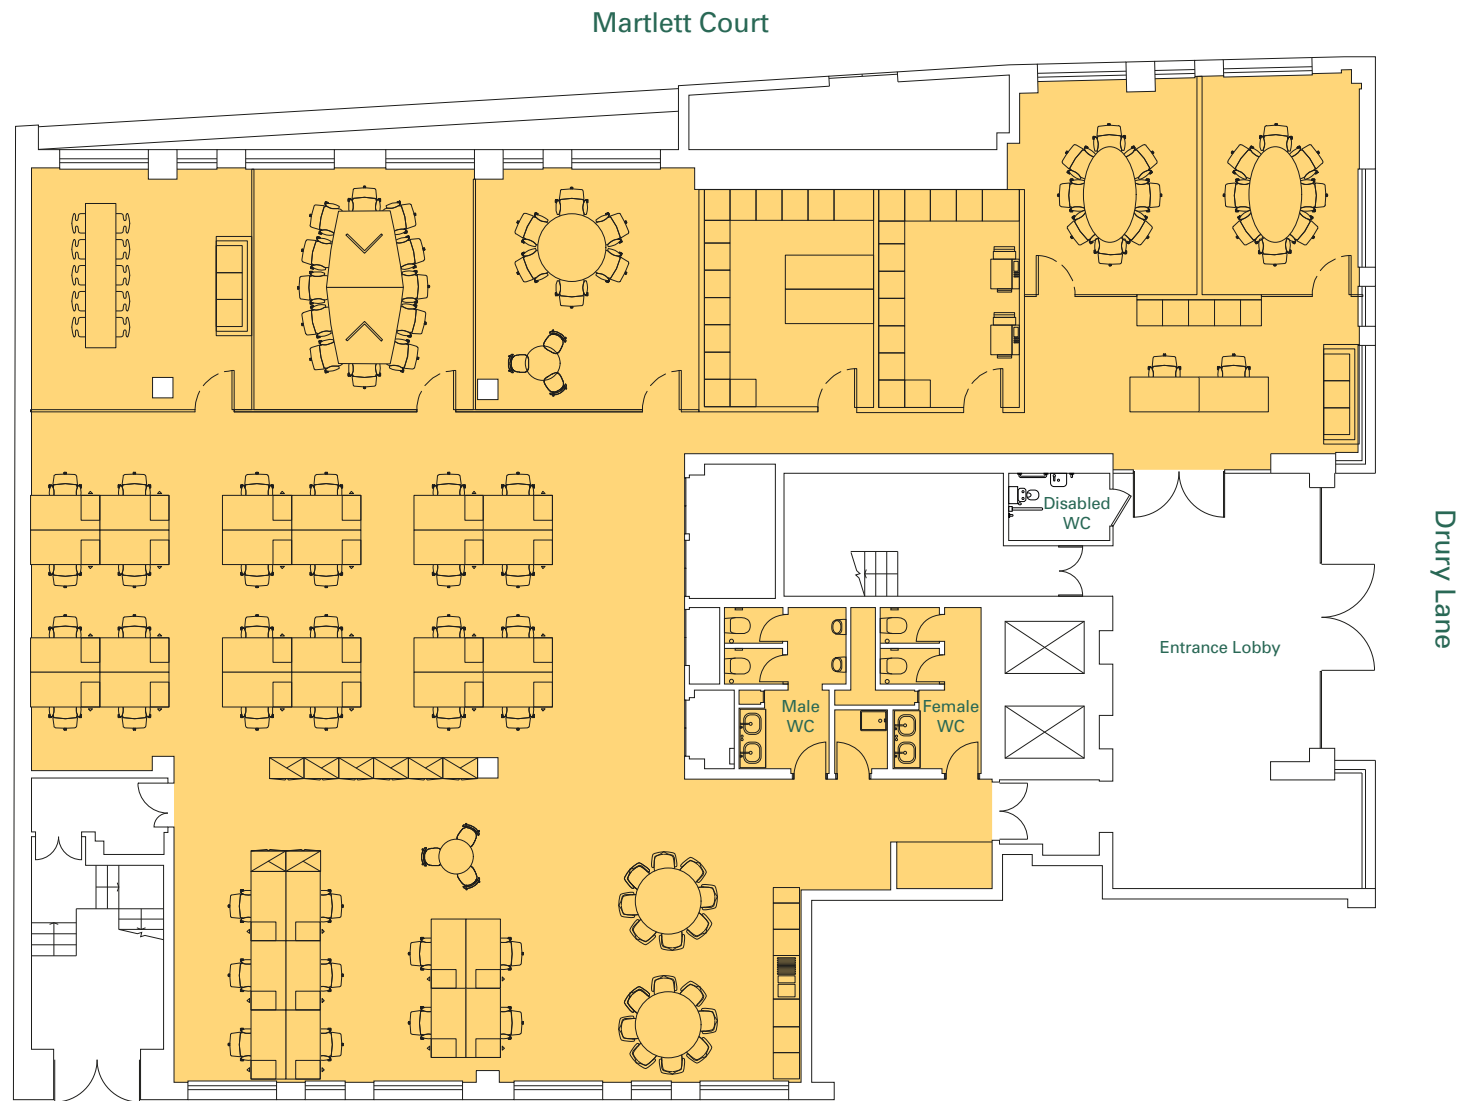 Martlett Court
Disabled
WC
Drury Lane
Entrance Lobby
Male
WC
Female
WC